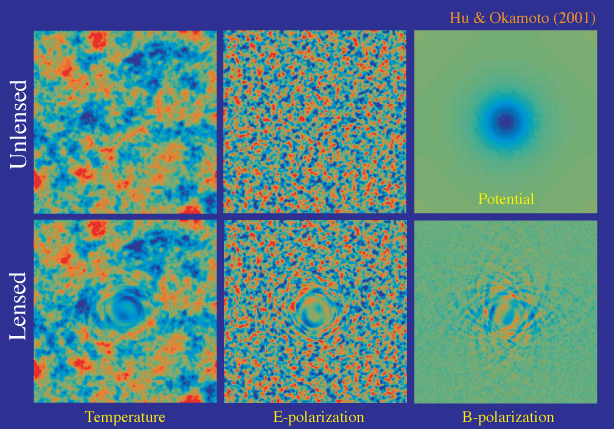 Hu & Okamoto (2001)
Unlensed
Potential
Lensed
Temperature
E-polarization
B-polarization